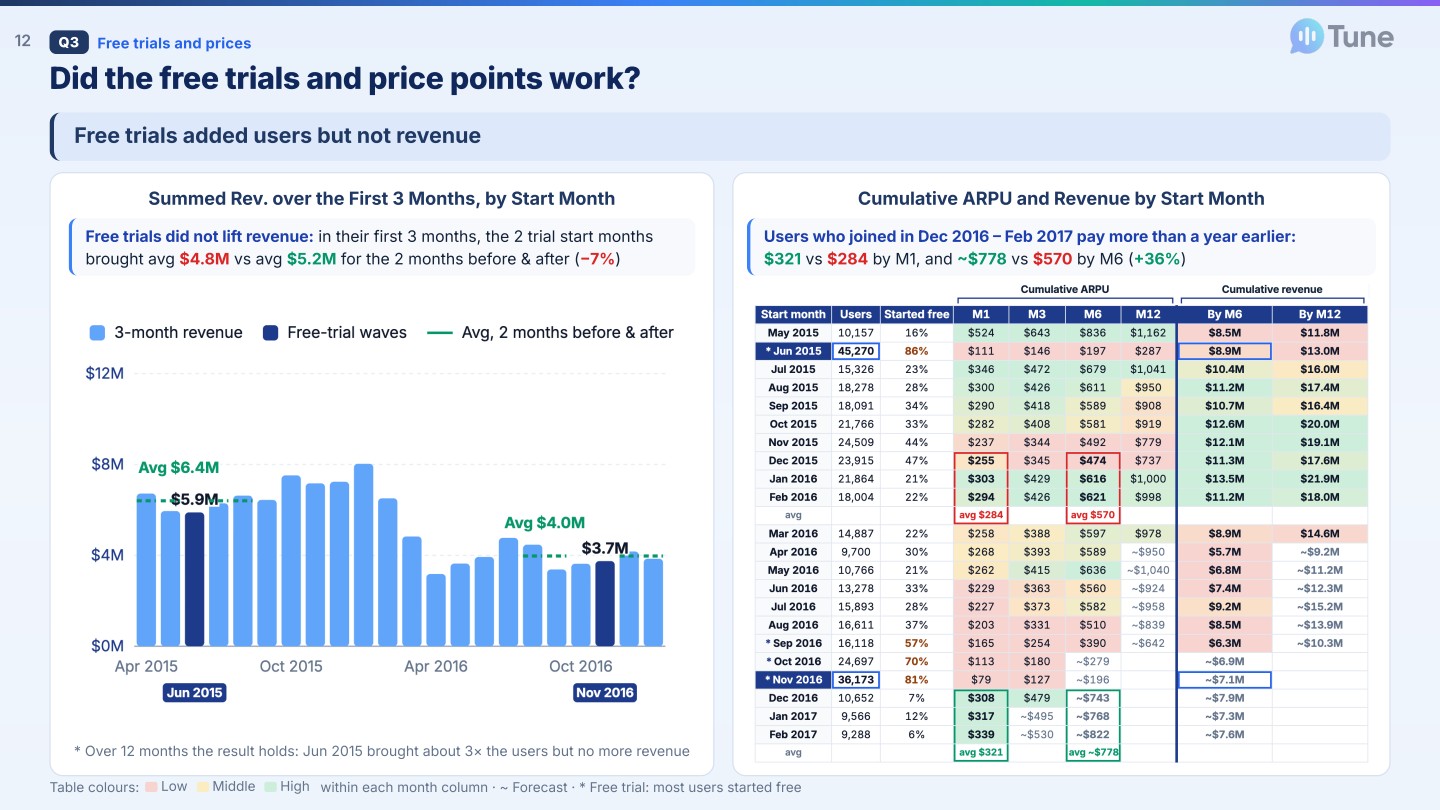 12
Q3 Free trials and prices
Tune
Did the free trials and price points work?
Free trials added users but not revenue
Summed Rev. over the First 3 Months, by Start Month
Free trials did not lift revenue: in their first 3 months, the 2 trial start months
brought avg $4.8M vs avg $5.2M for the 2 months before & after (−7%)
3-month revenue Free-trial waves Avg, 2 months before & after
$12M
$8M
$4M
$0M
Avg $6.4M
$5.9M
Avg $4.0M
$3.7M
Apr 2015 Oct 2015 Apr 2016 Oct 2016
Jun 2015 Nov 2016
* Over 12 months the result holds: Jun 2015 brought about 3× the users but no more revenue
Cumulative ARPU and Revenue by Start Month
Users who joined in Dec 2016 – Feb 2017 pay more than a year earlier:
$321 vs $284 by M1, and ~$778 vs $570 by M6 (+36%)
Cumulative ARPU Cumulative revenue
Start month Users Started free M1 M3 M6 M12 By M6 By M12
May 2015 10,157 16% $524 $643 $836 $1,162 $8.5M $11.8M
* Jun 2015 45,270 86% $111 $146 $197 $287 $8.9M $13.0M
Jul 2015 15,326 23% $346 $472 $679 $1,041 $10.4M $16.0M
Aug 2015 18,278 28% $300 $426 $611 $950 $11.2M $17.4M
Sep 2015 18,091 34% $290 $418 $589 $908 $10.7M $16.4M
Oct 2015 21,766 33% $282 $408 $581 $919 $12.6M $20.0M
Nov 2015 24,509 44% $237 $344 $492 $779 $12.1M $19.1M
Dec 2015 23,915 47% $255 $345 $474 $737 $11.3M $17.6M
Jan 2016 21,864 21% $303 $429 $616 $1,000 $13.5M $21.9M
Feb 2016 18,004 22% $294 $426 $621 $998 $11.2M $18.0M
avg avg $284 avg $570
Mar 2016 14,887 22% $258 $388 $597 $978 $8.9M $14.6M
Apr 2016 9,700 30% $268 $393 $589 ~$950 $5.7M ~$9.2M
May 2016 10,766 21% $262 $415 $636 ~$1,040 $6.8M ~$11.2M
Jun 2016 13,278 33% $229 $363 $560 ~$924 $7.4M ~$12.3M
Jul 2016 15,893 28% $227 $373 $582 ~$958 $9.2M ~$15.2M
Aug 2016 16,611 37% $203 $331 $510 ~$839 $8.5M ~$13.9M
* Sep 2016 16,118 57% $165 $254 $390 ~$642 $6.3M ~$10.3M
* Oct 2016 24,697 70% $113 $180 ~$279 ~$6.9M
* Nov 2016 36,173 81% $79 $127 ~$196 ~$7.1M
Dec 2016 10,652 7% $308 $479 ~$743 ~$7.9M
Jan 2017 9,566 12% $317 ~$495 ~$768 ~$7.3M
Feb 2017 9,288 6% $339 ~$530 ~$822 ~$7.6M
avg avg $321 avg ~$778
Table colours: Low Middle High within each month column · ~ Forecast · * Free trial: most users started free